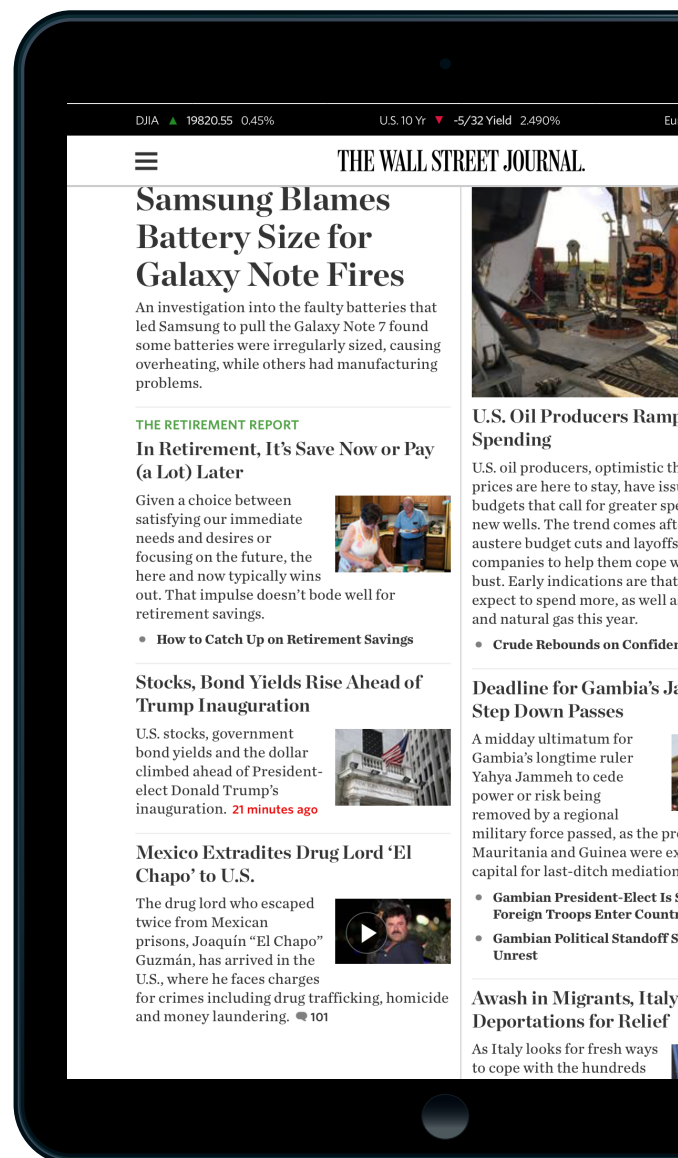 DJIA ▲ 19820.55 0.45%
U.S. 10 Yr ▼ -5/32 Yield 2.490%
THE WALL STREET JOURNAL.
Samsung Blames
Battery Size for
Galaxy Note Fires
An investigation into the faulty batteries that
led Samsung to pull the Galaxy Note 7 found
some batteries were irregularly sized, causing
overheating, while others had manufacturing
problems.
THE RETIREMENT REPORT
In Retirement, It’s Save Now or Pay
(a Lot) Later
Given a choice between
satisfying our immediate
needs and desires or
focusing on the future, the
here and now typically wins
out. That impulse doesn’t bode well for
retirement savings.
How to Catch Up on Retirement Savings
Stocks, Bond Yields Rise Ahead of
Trump Inauguration
U.S. stocks, government
bond yields and the dollar
climbed ahead of President-
elect Donald Trump’s
inauguration. 21 minutes ago
Mexico Extradites Drug Lord ‘El
Chapo’ to U.S.
The drug lord who escaped
twice from Mexican
prisons, Joaquín “El Chapo”
Guzmán, has arrived in the
U.S., where he faces charges
for crimes including drug trafficking, homicide
and money laundering. 101
U.S. Oil Producers Ramp
Spending
U.S. oil producers, optimistic
prices are here to stay, have
budgets that call for greater
new wells. The trend comes
austere budget cuts and layoffs
companies to help them cope
bust. Early indications are that
expect to spend more, as well
and natural gas this year.
Crude Rebounds on
Deadline for Gambia’s
Step Down Passes
A midday ultimatum for
Gambia’s longtime ruler
Yahya Jammeh to cede
power or risk being
removed by a regional
military force passed, as the
Mauritania and Guinea were
capital for last-ditch mediation
Gambian President-Elect Is
Foreign Troops Enter
Gambian Political Standoff
Unrest
Awash in Migrants, Italy
Deportations for Relief
As Italy looks for fresh ways
to cope with the hundreds